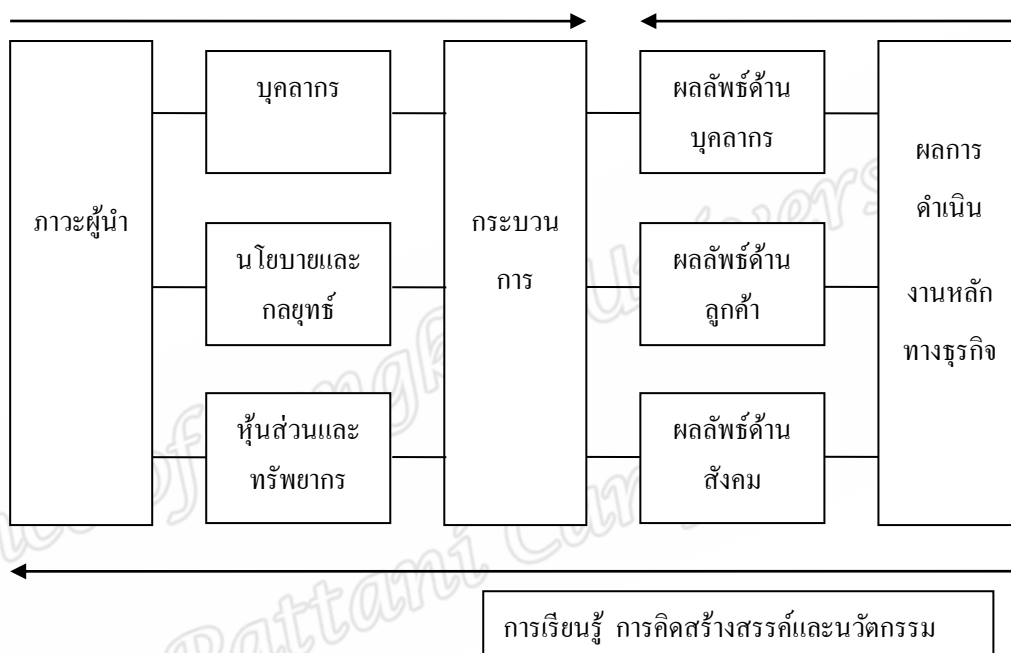 ภาวะผู้นำ
บุคลากร
นโยบายและ
กลยุทธ์
หุ้นส่วนและ
ทรัพยากร
กระบวน
การ
ผลลัพธ์ด้าน
บุคลากร
ผลลัพธ์ด้าน
ลูกค้า
ผลลัพธ์ด้าน
สังคม
ผลการ
ดำเนิน
งานหลัก
ทางธุรกิจ
การเรียนรู้ การคิดสร้างสรรค์และนวัตกรรม
Pattani